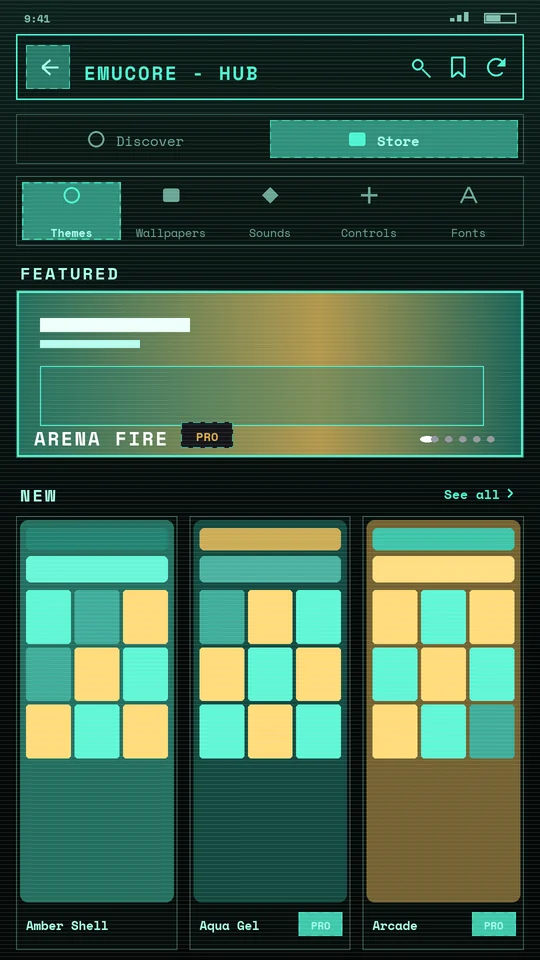 9:41
EMUCORE - HUB
Discover
Store
Themes
Wallpapers
Sounds
Controls
Fonts
FEATURED
ARENA FIRE
PRO
NEW
See all
Amber Shell
Aqua Gel
PRO
Arcade
PRO